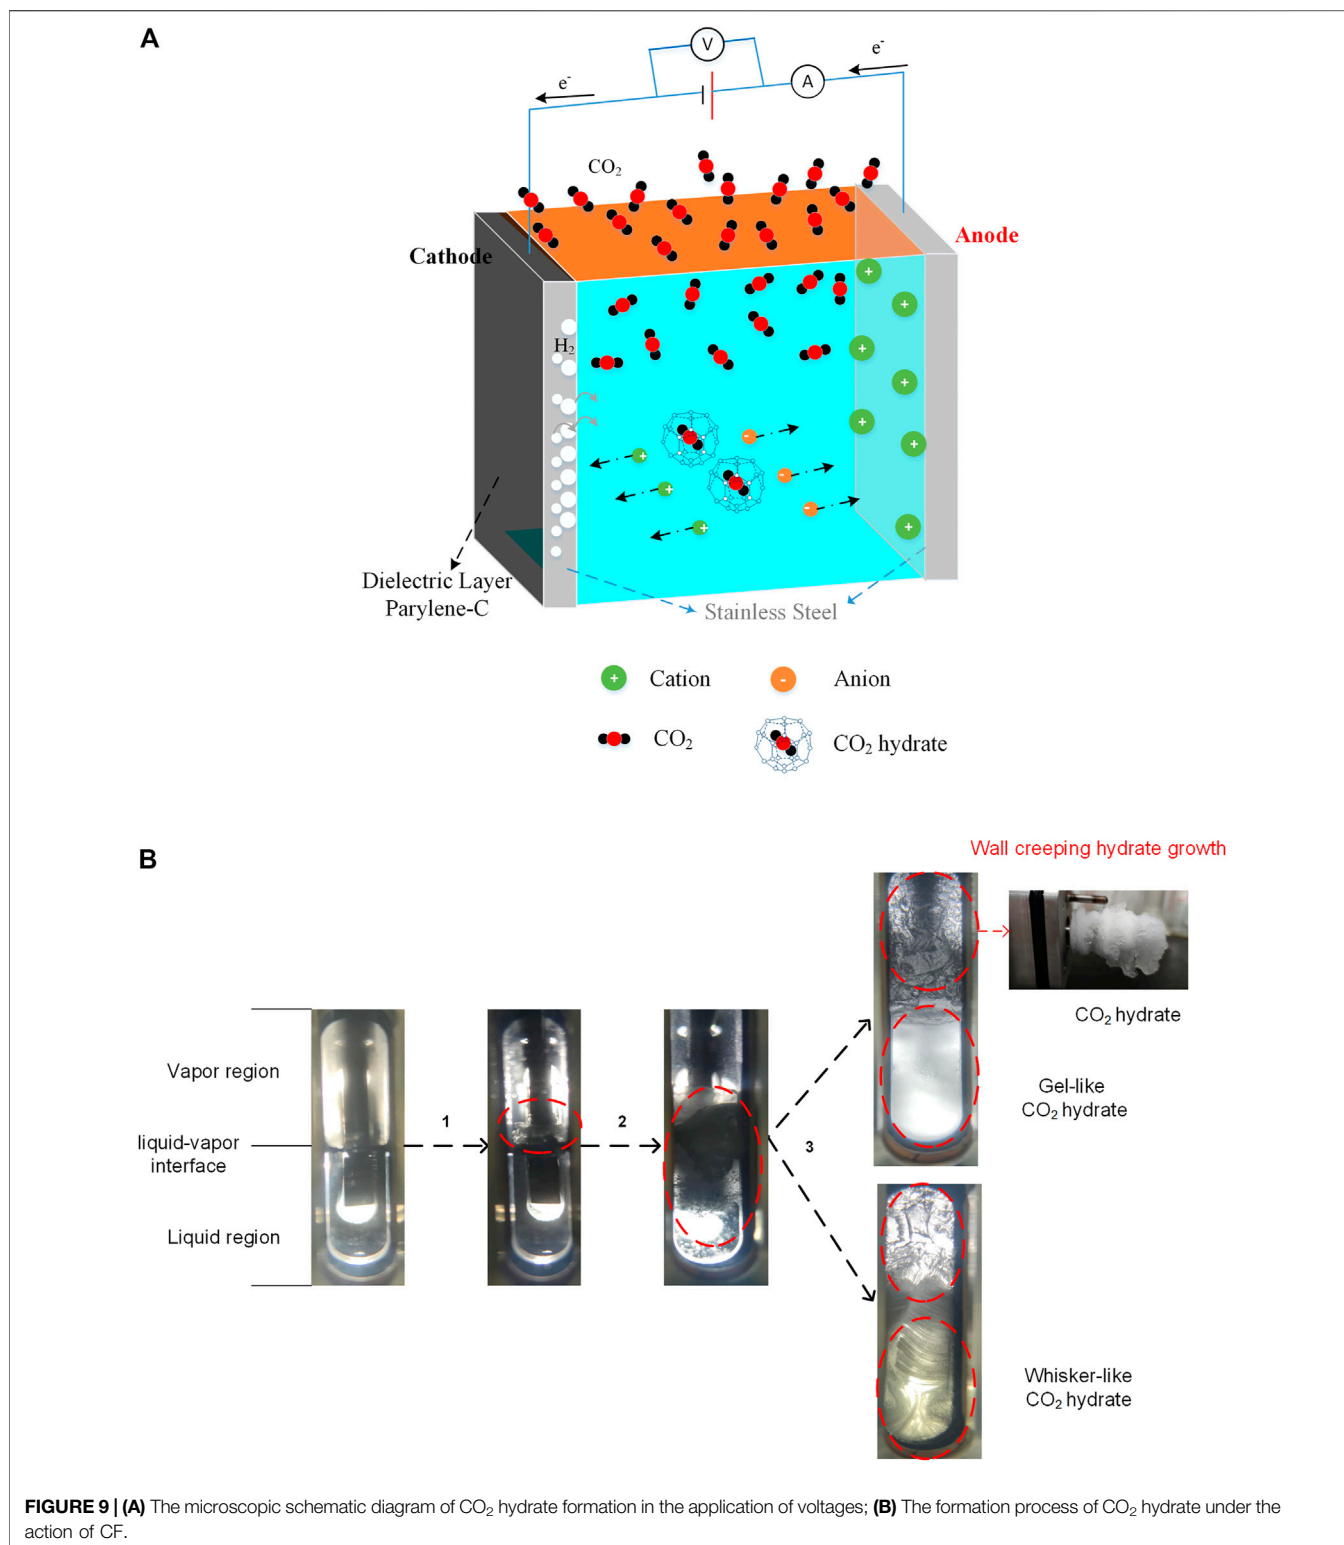 A
V
A
e-
e-
CO2
Cathode
Anode
H2
+
+
+
+
+
+
+
+
+
+
-
-
-
Dielectric Layer
Parylene-C
Stainless Steel
+ Cation
- Anion
CO2
CO2 hydrate
B
Wall creeping hydrate growth
CO2 hydrate
Vapor region
Gel-like
CO2 hydrate
1
2
3
liquid-vapor
interface
Liquid region
Whisker-like
CO2 hydrate
FIGURE 9 | (A) The microscopic schematic diagram of CO2 hydrate formation in the application of voltages; (B) The formation process of CO2 hydrate under the
action of CF.